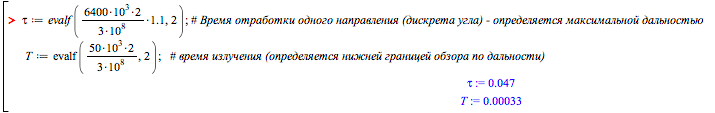 > τ := evalf(6400·10³·2/3·10⁸·1.1, 2); # Время отработки одного направления (дискрета угла) - определяется максимальной дальностью
T := evalf(50·10³·2/3·10⁸, 2); # время излучения (определяется нижней границей обзора по дальности)
τ := 0.047
T := 0.00033